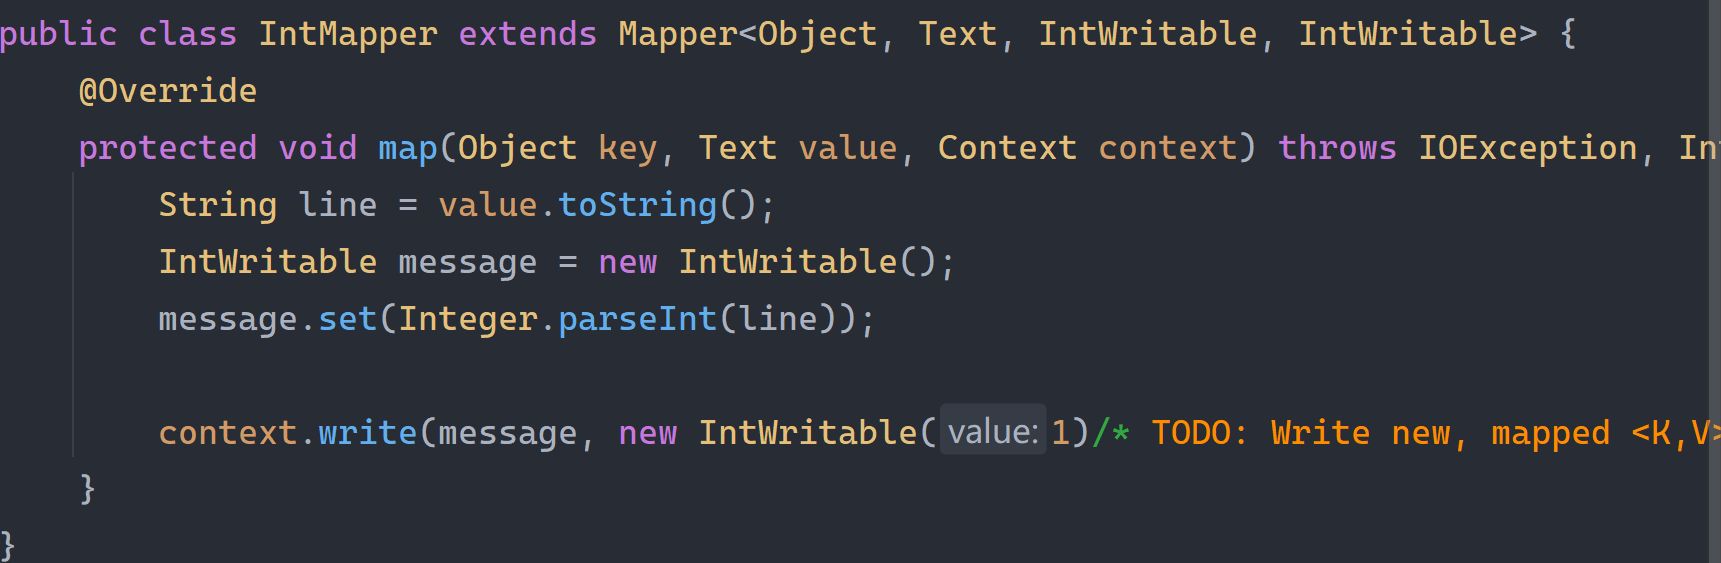 public class IntMapper extends Mapper<Object, Text, IntWritable, IntWritable> {
@Override
protected void map(Object key, Text value, Context context) throws IOException, In
String line = value.toString();
IntWritable message = new IntWritable();
message.set(Integer.parseInt(line));
context.write(message, new IntWritable( value: 1)/* TODO: Write new, mapped <K,V>
}
}